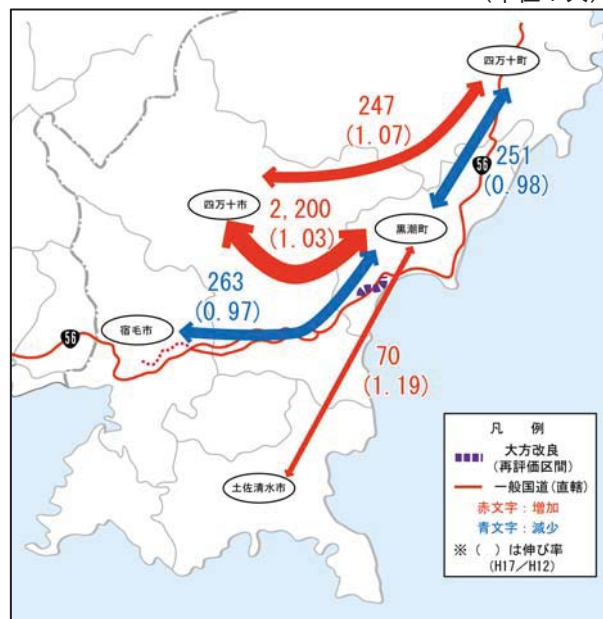 四万十町
247
(1.07)
251
(0.98)
56
四万十市
2,200
(1.03)
黒潮町
263
(0.97)
宿毛市
56
70
(1.19)
土佐清水市
凡 例
大方改良
(再評価区間)
一般国道(直轄)
赤文字：増加
青文字：減少
※ ( ) は伸び率
(H17／H12)